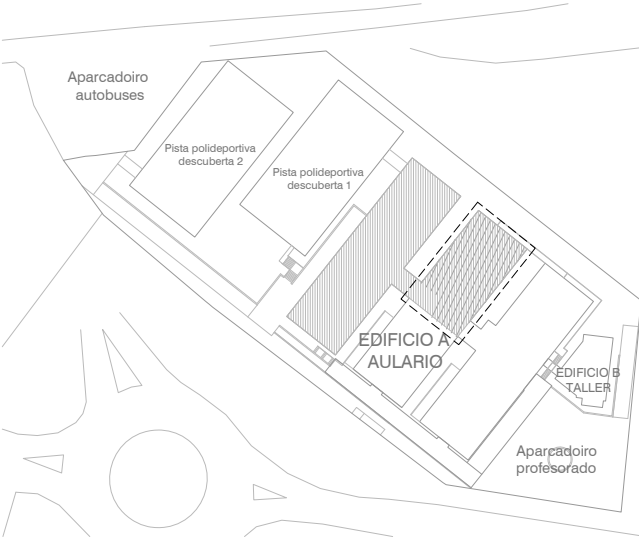 Aparcadoiro
autobuses
Pista polideportiva
descuberta 2
Pista polideportiva
descuberta 1
EDIFICIO A
AULARIO
EDIFICIO B
TALLER
Aparcadoiro
profesorado